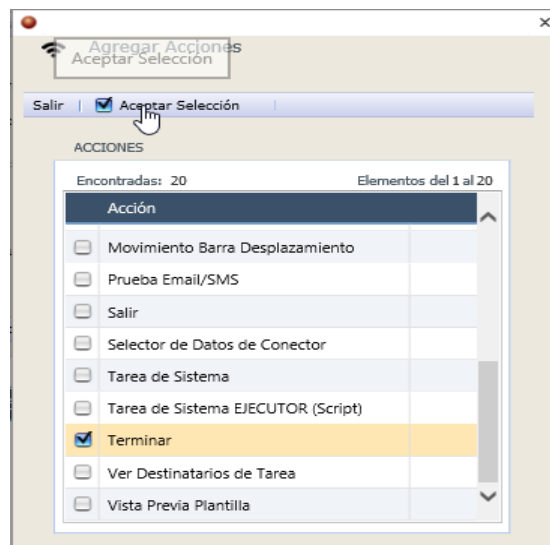 Agregar Acciones
Aceptar Selección
Salir | Aceptar Selección
ACCIONES
Encontradas: 20 Elementos del 1 al 20
Acción
Movimiento Barra Desplazamiento
Prueba Email/SMS
Salir
Selector de Datos de Conector
Tarea de Sistema
Tarea de Sistema EJECUTOR (Script)
Terminar
Ver Destinatarios de Tarea
Vista Previa Plantilla